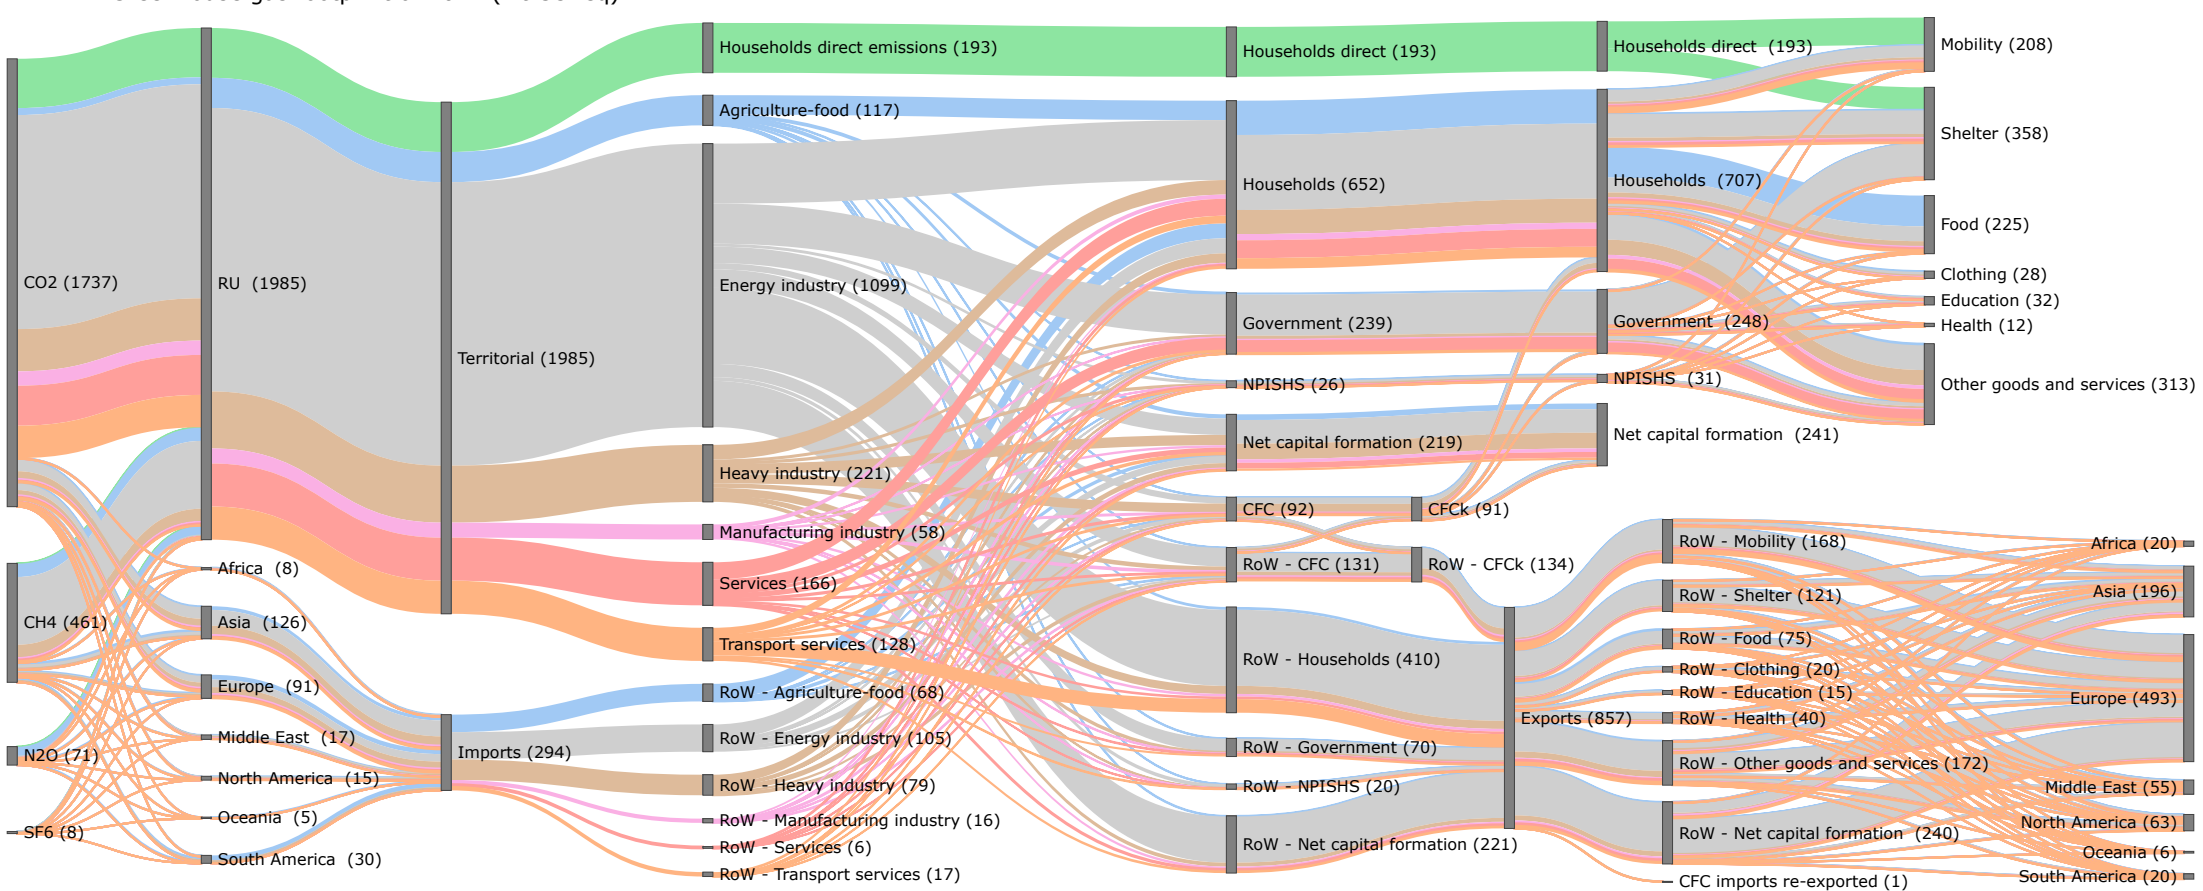 CO2 (1737)
CH4 (461)
N2O (71)
SF6 (8)
RU (1985)
Africa (8)
Asia (126)
Europe (91)
Middle East (17)
North America (15)
Oceania (5)
South America (30)
Territorial (1985)
Imports (294)
Households direct emissions (193)
Agriculture-food (117)
Energy industry (1099)
Heavy industry (221)
Manufacturing industry (58)
Services (166)
Transport services (128)
RoW - Agriculture-food (68)
RoW - Energy industry (105)
RoW - Heavy industry (79)
RoW - Manufacturing industry (16)
RoW - Services (6)
RoW - Transport services (17)
Households direct (193)
Households (652)
Government (239)
NPISHS (26)
Net capital formation (219)
CFC (92)
RoW - CFC (131)
RoW - Households (410)
RoW - Government (70)
RoW - NPISHS (20)
RoW - Net capital formation (221)
CFCk (91)
RoW - CFCk (134)
Exports (857)
Households direct (193)
Households (707)
Government (248)
NPISHS (31)
Net capital formation (241)
RoW - Mobility (168)
RoW - Shelter (121)
RoW - Food (75)
RoW - Clothing (20)
RoW - Education (15)
RoW - Health (40)
RoW - Other goods and services (172)
RoW - Net capital formation (240)
CFC imports re-exported (1)
Mobility (208)
Shelter (358)
Food (225)
Clothing (28)
Education (32)
Health (12)
Other goods and services (313)
Africa (20)
Asia (196)
Europe (493)
Middle East (55)
North America (63)
Oceania (6)
South America (20)